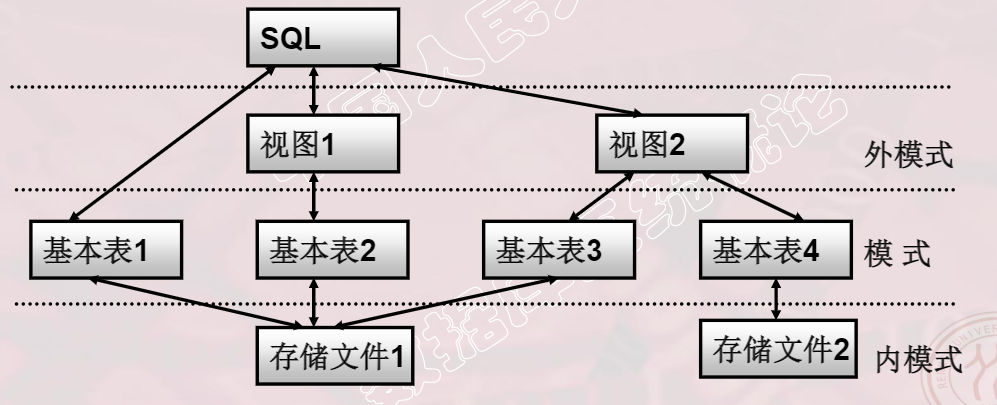 SQL
视图1
视图2
外模式
基本表1
基本表2
基本表3
基本表4
模 式
存储文件1
存储文件2
内模式